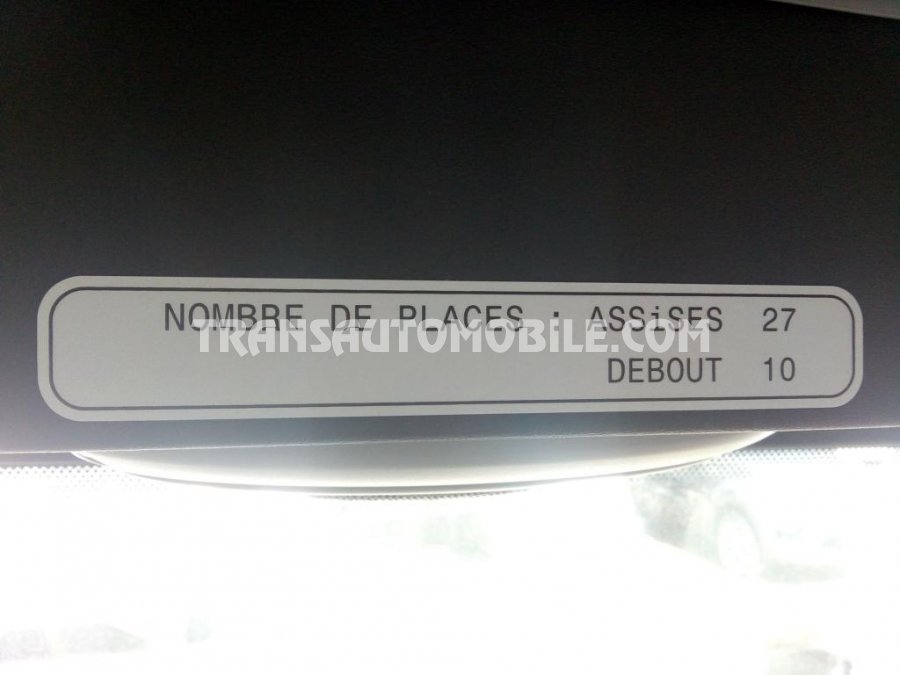 NOMBRE DE PLACES : ASSiSES 27
TRANSAUTOMOBILE.COM
DEBOUT 10